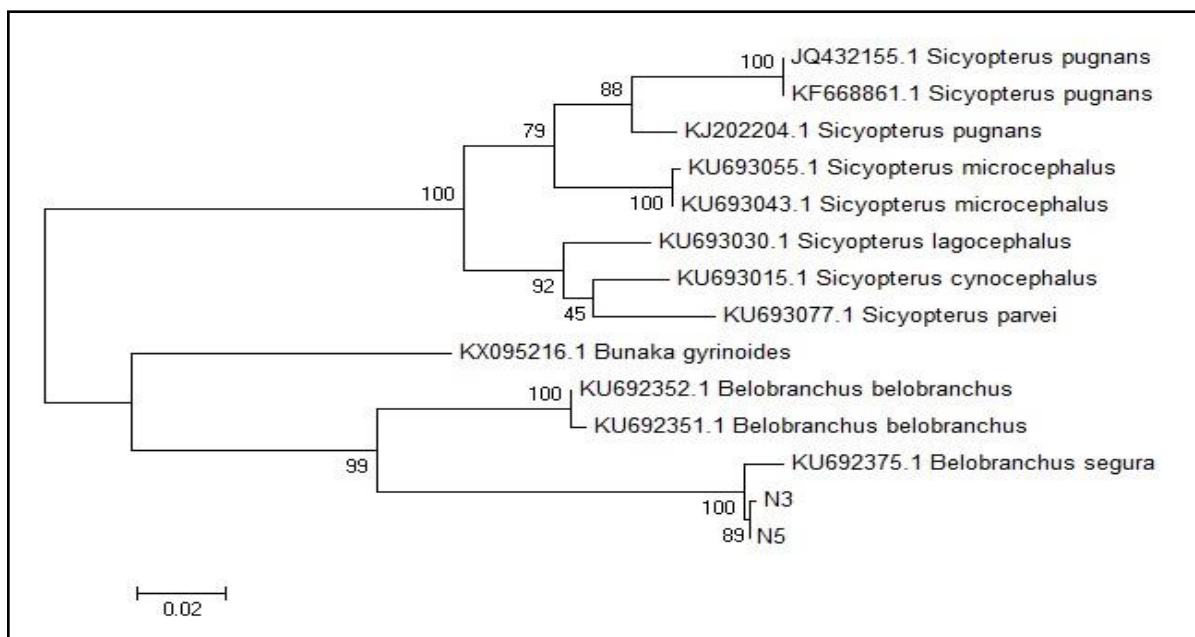 100 JQ432155.1 Sicyopterus pugnans
KF668861.1 Sicyopterus pugnans
88
KJ202204.1 Sicyopterus pugnans
79
KU693055.1 Sicyopterus microcephalus
100 KU693043.1 Sicyopterus microcephalus
100
KU693030.1 Sicyopterus lagocephalus
92 KU693015.1 Sicyopterus cynocephalus
45 KU693077.1 Sicyopterus parvei
KX095216.1 Bunaka gyrinoides
100 KU692352.1 Belobranchus belobranchus
KU692351.1 Belobranchus belobranchus
99
KU692375.1 Belobranchus segura
100 N3
89 N5
0.02